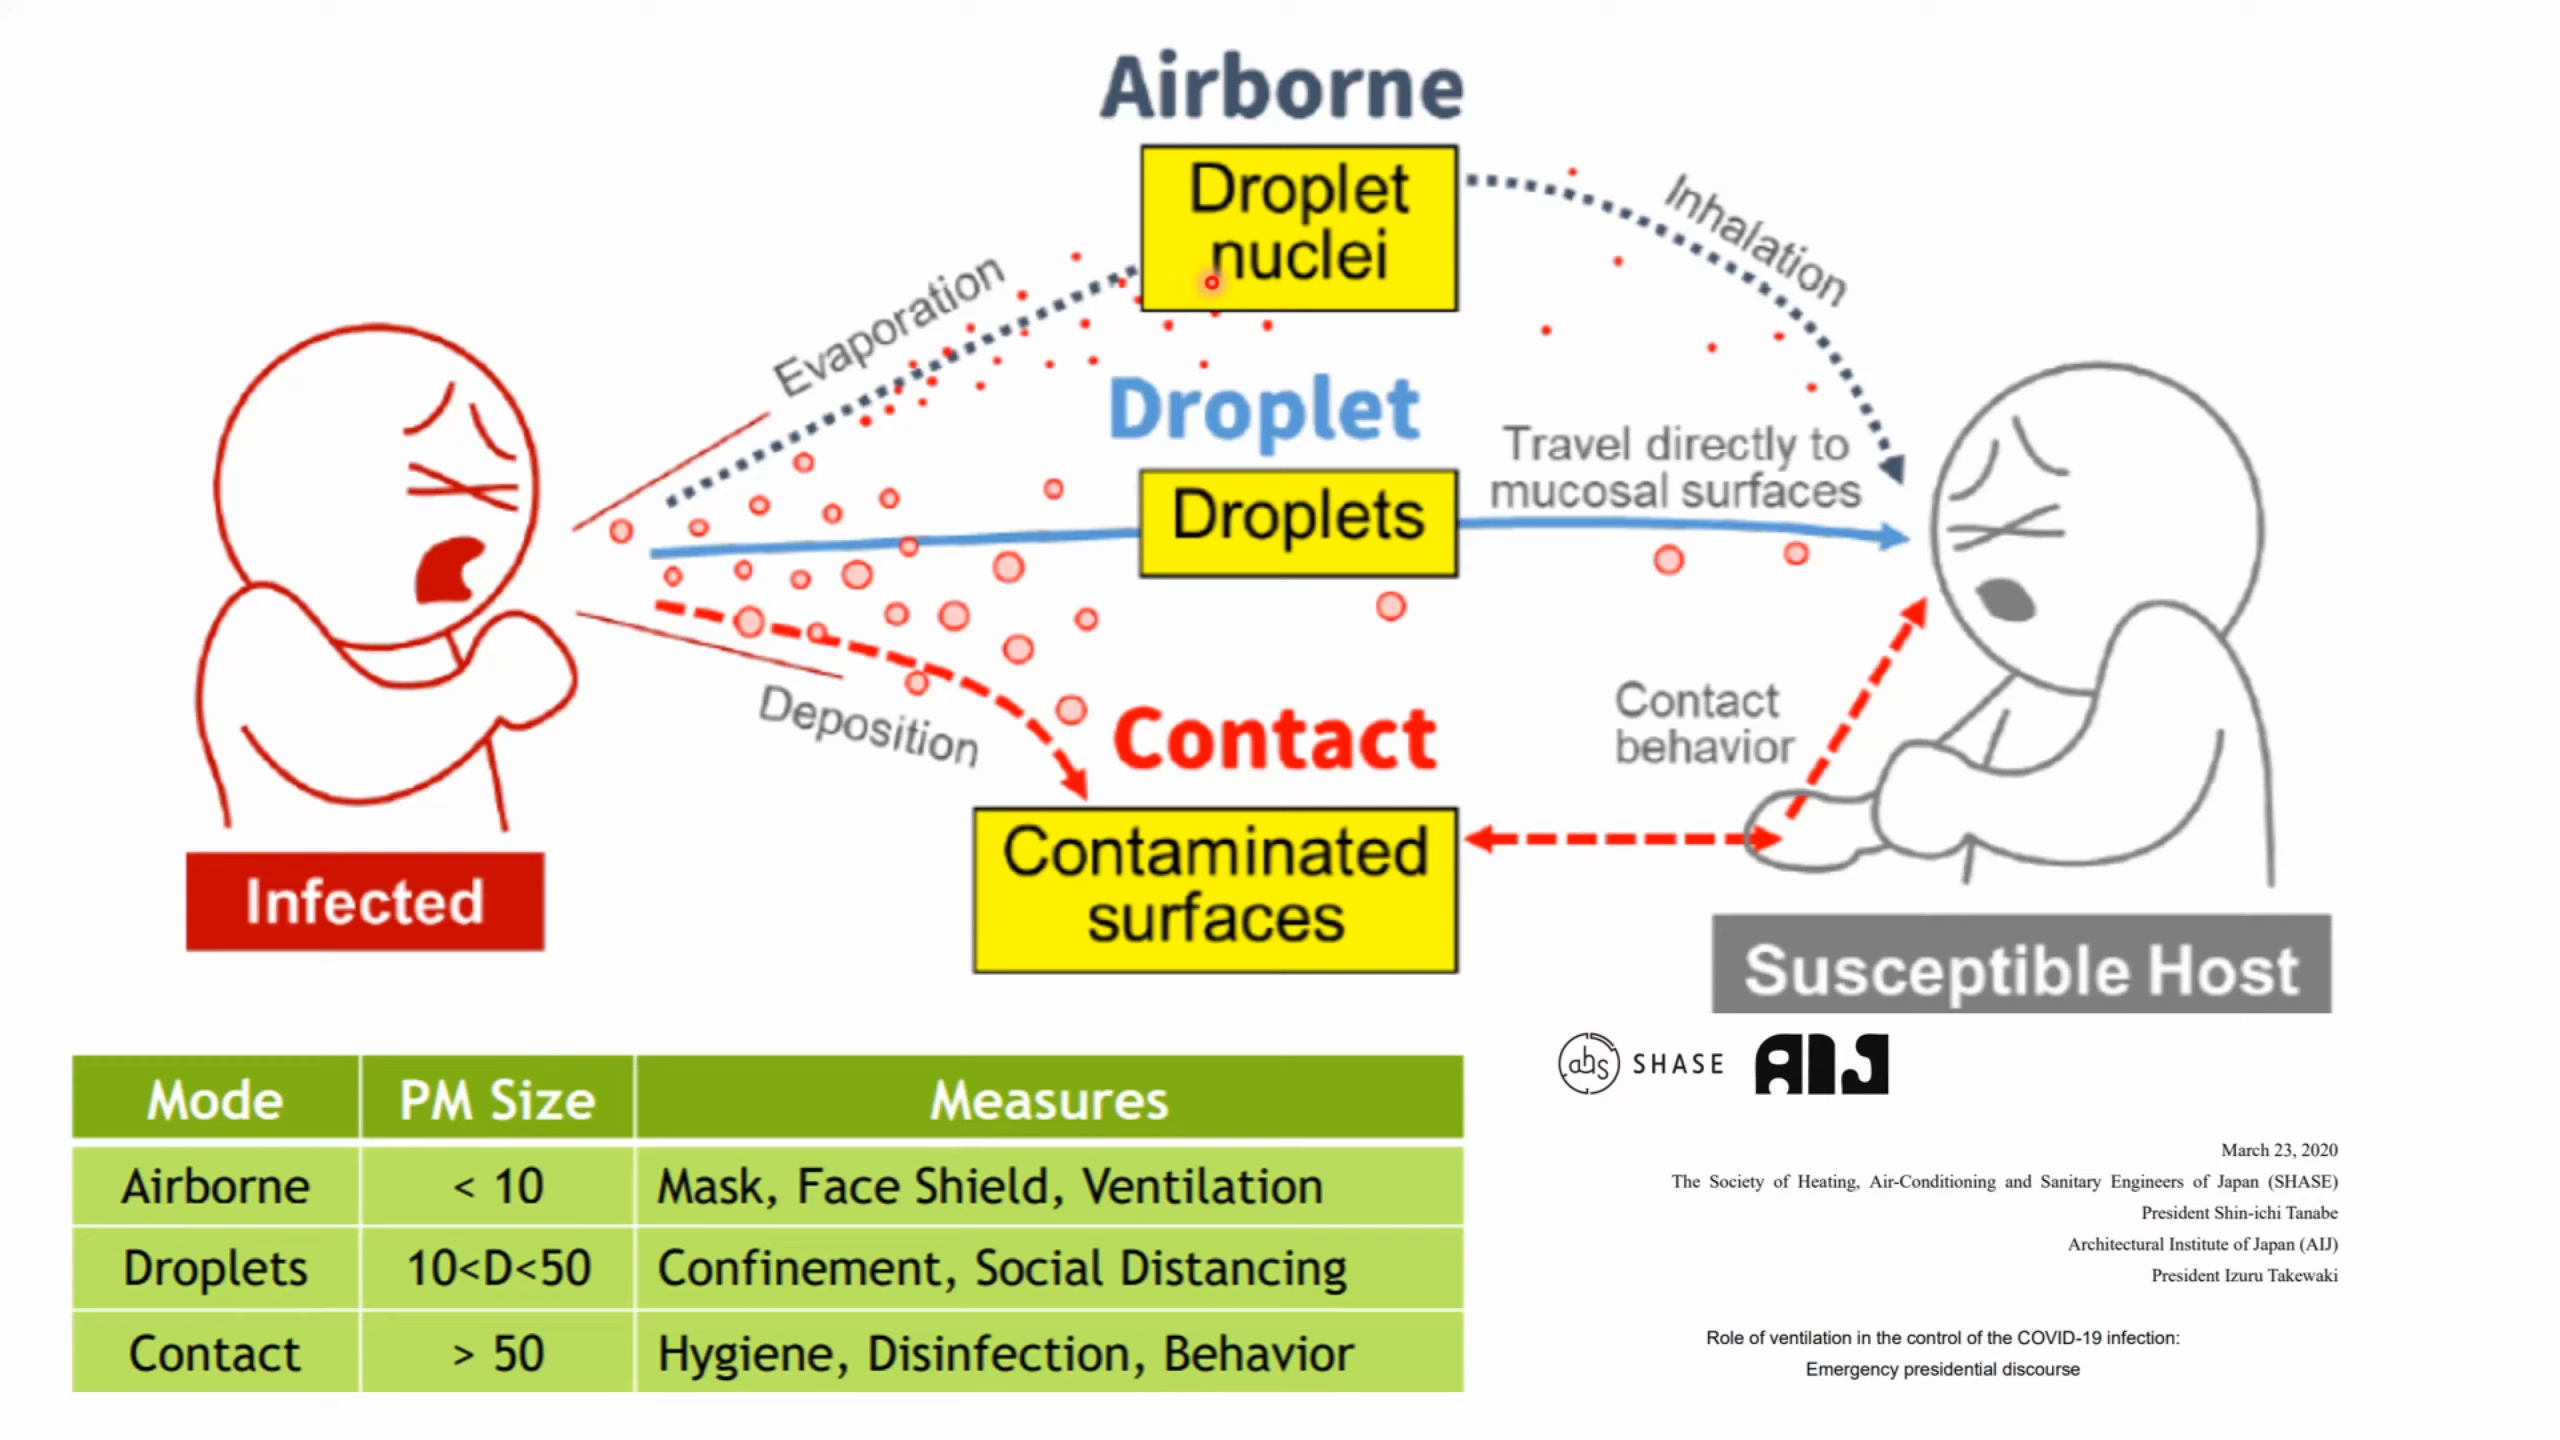 Airborne
Droplet
nuclei
Evaporation
Inhalation
Droplet
Droplets
Travel directly to
mucosal surfaces
Deposition
Contact
Contaminated
surfaces
Contact
behavior
Infected
Susceptible Host
Mode PM Size Measures
Airborne < 10 Mask, Face Shield, Ventilation
Droplets 10<D<50 Confinement, Social Distancing
Contact > 50 Hygiene, Disinfection, Behavior
ahs SHASE AIJ
March 23, 2020
The Society of Heating, Air-Conditioning and Sanitary Engineers of Japan (SHASE)
President Shin-ichi Tanabe
Architectural Institute of Japan (AIJ)
President Izuru Takewaki
Role of ventilation in the control of the COVID-19 infection:
Emergency presidential discourse